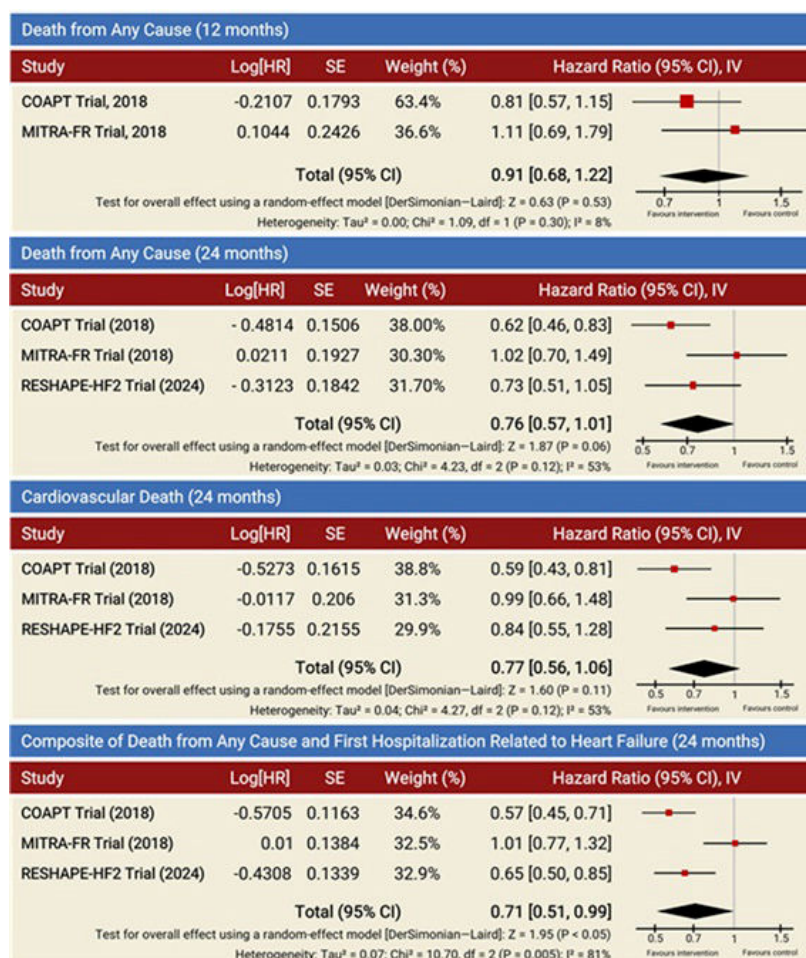 Death from Any Cause (12 months)
Study Log[HR] SE Weight (%) Hazard Ratio (95% CI), IV
COAPT Trial, 2018 -0.2107 0.1793 63.4% 0.81 [0.57, 1.15]
MITRA-FR Trial, 2018 0.1044 0.2426 36.6% 1.11 [0.69, 1.79]
Total (95% CI) 0.91 [0.68, 1.22]
Test for overall effect using a random-effect model [DerSimonian–Laird]: Z = 0.63 (P = 0.53)
Heterogeneity: Tau² = 0.00; Chi² = 1.09, df = 1 (P = 0.30); I² = 8%
0.7 1 1.5
Favours intervention Favours control
Death from Any Cause (24 months)
Study Log[HR] SE Weight (%) Hazard Ratio (95% CI), IV
COAPT Trial (2018) - 0.4814 0.1506 38.00% 0.62 [0.46, 0.83]
MITRA-FR Trial (2018) 0.0211 0.1927 30.30% 1.02 [0.70, 1.49]
RESHAPE-HF2 Trial (2024) - 0.3123 0.1842 31.70% 0.73 [0.51, 1.05]
Total (95% CI) 0.76 [0.57, 1.01]
Test for overall effect using a random-effect model [DerSimonian–Laird]: Z = 1.87 (P = 0.06)
Heterogeneity: Tau² = 0.03; Chi² = 4.23, df = 2 (P = 0.12); I² = 53%
0.5 0.7 1 1.5
Favours intervention Favours control
Cardiovascular Death (24 months)
Study Log[HR] SE Weight (%) Hazard Ratio (95% CI), IV
COAPT Trial (2018) -0.5273 0.1615 38.8% 0.59 [0.43, 0.81]
MITRA-FR Trial (2018) -0.0117 0.206 31.3% 0.99 [0.66, 1.48]
RESHAPE-HF2 Trial (2024) -0.1755 0.2155 29.9% 0.84 [0.55, 1.28]
Total (95% CI) 0.77 [0.56, 1.06]
Test for overall effect using a random-effect model [DerSimonian–Laird]: Z = 1.60 (P = 0.11)
Heterogeneity: Tau² = 0.04; Chi² = 4.27, df = 2 (P = 0.12); I² = 53%
0.5 0.7 1 1.5
Favours intervention Favours control
Composite of Death from Any Cause and First Hospitalization Related to Heart Failure (24 months)
Study Log[HR] SE Weight (%) Hazard Ratio (95% CI), IV
COAPT Trial (2018) -0.5705 0.1163 34.6% 0.57 [0.45, 0.71]
MITRA-FR Trial (2018) 0.01 0.1384 32.5% 1.01 [0.77, 1.32]
RESHAPE-HF2 Trial (2024) -0.4308 0.1339 32.9% 0.65 [0.50, 0.85]
Total (95% CI) 0.71 [0.51, 0.99]
Test for overall effect using a random-effect model [DerSimonian–Laird]: Z = 1.95 (P < 0.05)
Heterogeneity: Tau² = 0.07; Chi² = 10.70, df = 2 (P = 0.005); I² = 81%
0.5 0.7 1 1.5
Favours intervention Favours control